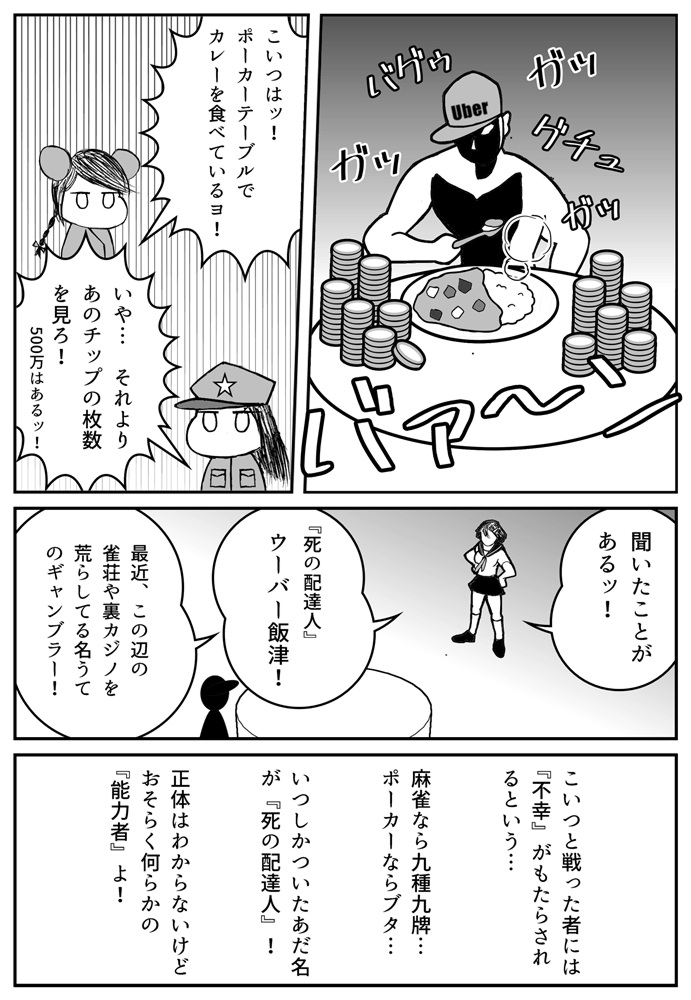 バグゥ
ガツ
Uber
グチュ
ガツ
ガツ
ドァ〜ン
こいつはッ！
ポーカーテーブルで
カレーを食べているヨ！
いや…　それより
あのチップの枚数
を見ろ！
500万はあるッ！
聞いたことが
あるッ！
『死の配達人』
ウーバー飯津！
最近、この辺の
雀荘や裏カジノを
荒らしてる名うて
のギャンブラー！
こいつと戦った者には
『不幸』がもたらされ
るという…
麻雀なら九種九牌…
ポーカーならブタ…
いつしかついたあだ名
が『死の配達人』！
正体はわからないけど
おそらく何らかの
『能力者』よ！